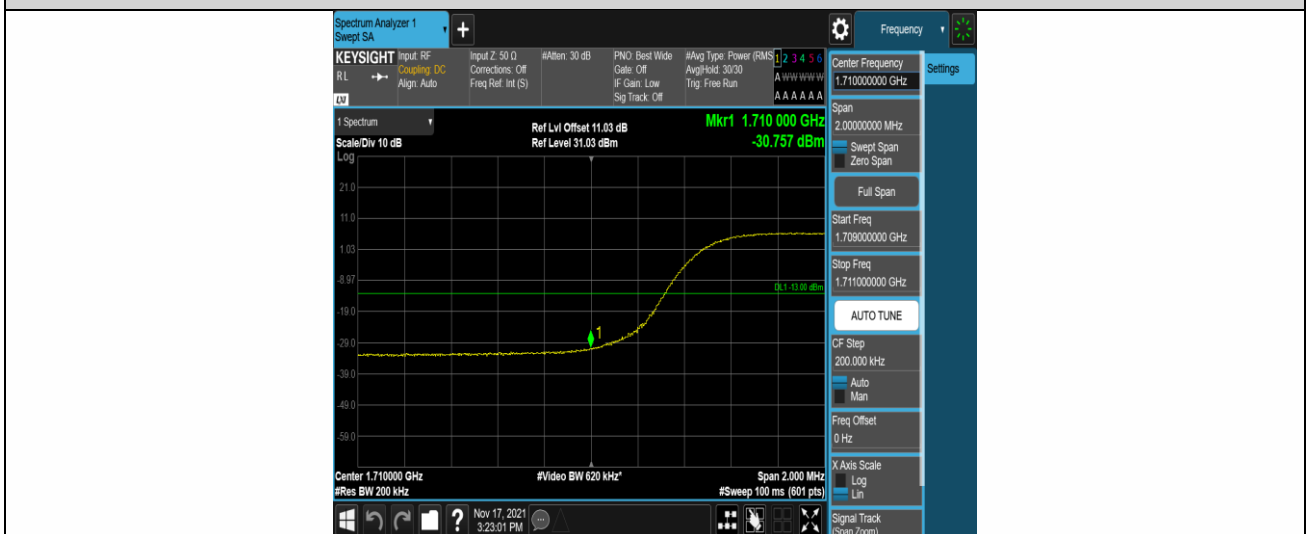 Spectrum Analyzer 1
Swept SA
+
Frequency
KEYSIGHT
RL
LXI
Input: RF
Coupling: DC
Align: Auto
Input Z: 50 Ω
Corrections: Off
Freq Ref: Int (S)
#Atten: 30 dB
PNO: Best Wide
Gate: Off
IF Gain: Low
Sig Track: Off
#Avg Type: Power (RMS
Avg|Hold: 30/30
Trig: Free Run
1 2 3 4 5 6
A W W W W W
A A A A A A
1 Spectrum
Scale/Div 10 dB
Log
Ref Lvl Offset 11.03 dB
Ref Level 31.03 dBm
Mkr1 1.710 000 GHz
-30.757 dBm
21.0
11.0
1.03
-8.97
DL1 -13.00 dBm
-19.0
1
-29.0
-39.0
-49.0
-59.0
Center 1.710000 GHz
#Video BW 620 kHz*
Span 2.000 MHz
#Res BW 200 kHz
#Sweep 100 ms (601 pts)
Nov 17, 2021
3:23:01 PM
Center Frequency
1.710000000 GHz
Settings
Span
2.00000000 MHz
Swept Span
Zero Span
Full Span
Start Freq
1.709000000 GHz
Stop Freq
1.711000000 GHz
AUTO TUNE
CF Step
200.000 kHz
Auto
Man
Freq Offset
0 Hz
X Axis Scale
Log
Lin
Signal Track
(Span Zoom)